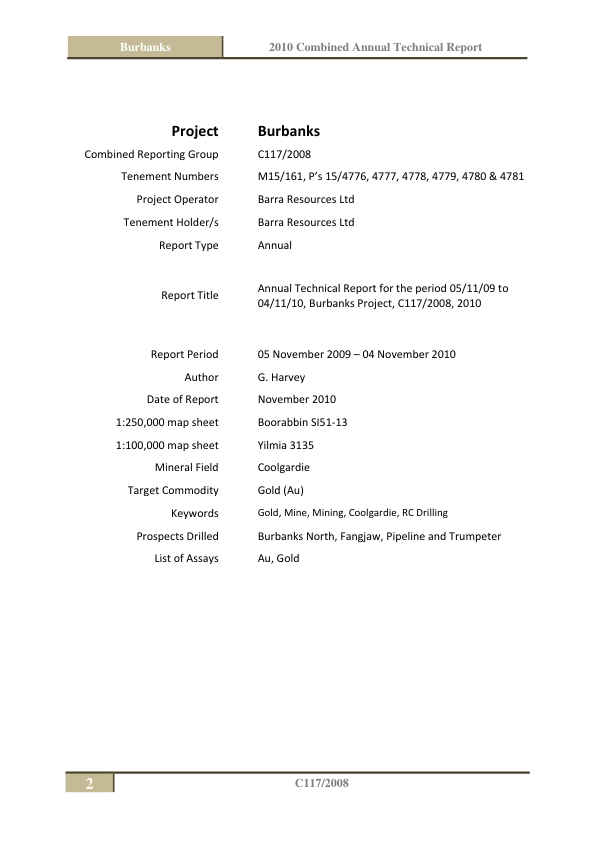 Burbanks 2010 Combined Annual Technical Report
Project Burbanks
Combined Reporting Group C117/2008
Tenement Numbers M15/161, P's 15/4776, 4777, 4778, 4779, 4780 & 4781
Project Operator Barra Resources Ltd
Tenement Holder/s Barra Resources Ltd
Report Type Annual
Report Title Annual Technical Report for the period 05/11/09 to
04/11/10, Burbanks Project, C117/2008, 2010
Report Period 05 November 2009 – 04 November 2010
Author G. Harvey
Date of Report November 2010
1:250,000 map sheet Boorabbin SI51-13
1:100,000 map sheet Yilmia 3135
Mineral Field Coolgardie
Target Commodity Gold (Au)
Keywords Gold, Mine, Mining, Coolgardie, RC Drilling
Prospects Drilled Burbanks North, Fangjaw, Pipeline and Trumpeter
List of Assays Au, Gold
2 C117/2008